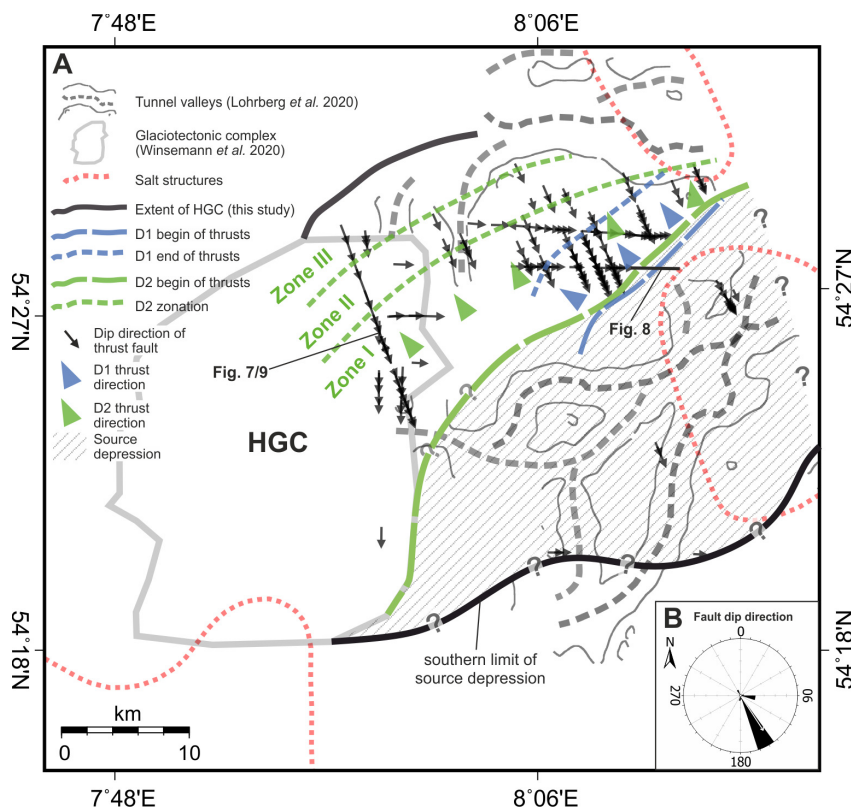 7°48'E
8°06'E
A
Tunnel valleys (Lohrberg et al. 2020)
Glaciotectonic complex
(Winsemann et al. 2020)
Salt structures
Extent of HGC (this study)
D1 begin of thrusts
D1 end of thrusts
D2 begin of thrusts
D2 zonation
Dip direction of
thrust fault
D1 thrust
direction
D2 thrust
direction
Source
depression
Zone III
Zone II
Zone I
?
?
?
?
?
?
?
?
?
Fig. 8
Fig. 7/9
HGC
54°27'N
54°27'N
54°18'N
54°18'N
southern limit of
source depression
km
0
10
B
Fault dip direction
N
0
90
180
270
7°48'E
8°06'E